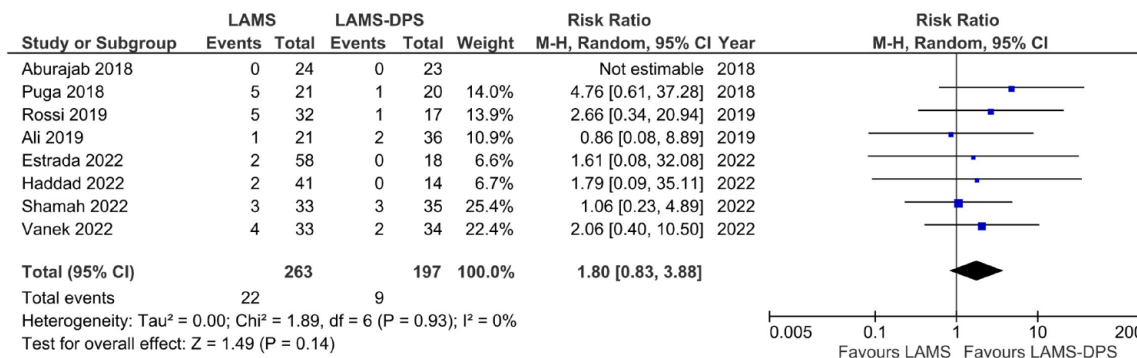 LAMS LAMS-DPS Risk Ratio Risk Ratio
Study or Subgroup Events Total Events Total Weight M-H, Random, 95% CI Year M-H, Random, 95% CI
Aburajab 2018 0 24 0 23 Not estimable 2018
Puga 2018 5 21 1 20 14.0% 4.76 [0.61, 37.28] 2018
Rossi 2019 5 32 1 17 13.9% 2.66 [0.34, 20.94] 2019
Ali 2019 1 21 2 36 10.9% 0.86 [0.08, 8.89] 2019
Estrada 2022 2 58 0 18 6.6% 1.61 [0.08, 32.08] 2022
Haddad 2022 2 41 0 14 6.7% 1.79 [0.09, 35.11] 2022
Shamah 2022 3 33 3 35 25.4% 1.06 [0.23, 4.89] 2022
Vanek 2022 4 33 2 34 22.4% 2.06 [0.40, 10.50] 2022
Total (95% CI) 263 197 100.0% 1.80 [0.83, 3.88]
Total events 22 9
Heterogeneity: Tau² = 0.00; Chi² = 1.89, df = 6 (P = 0.93); I² = 0%
Test for overall effect: Z = 1.49 (P = 0.14)
0.005 0.1 1 10 200
Favours LAMS Favours LAMS-DPS